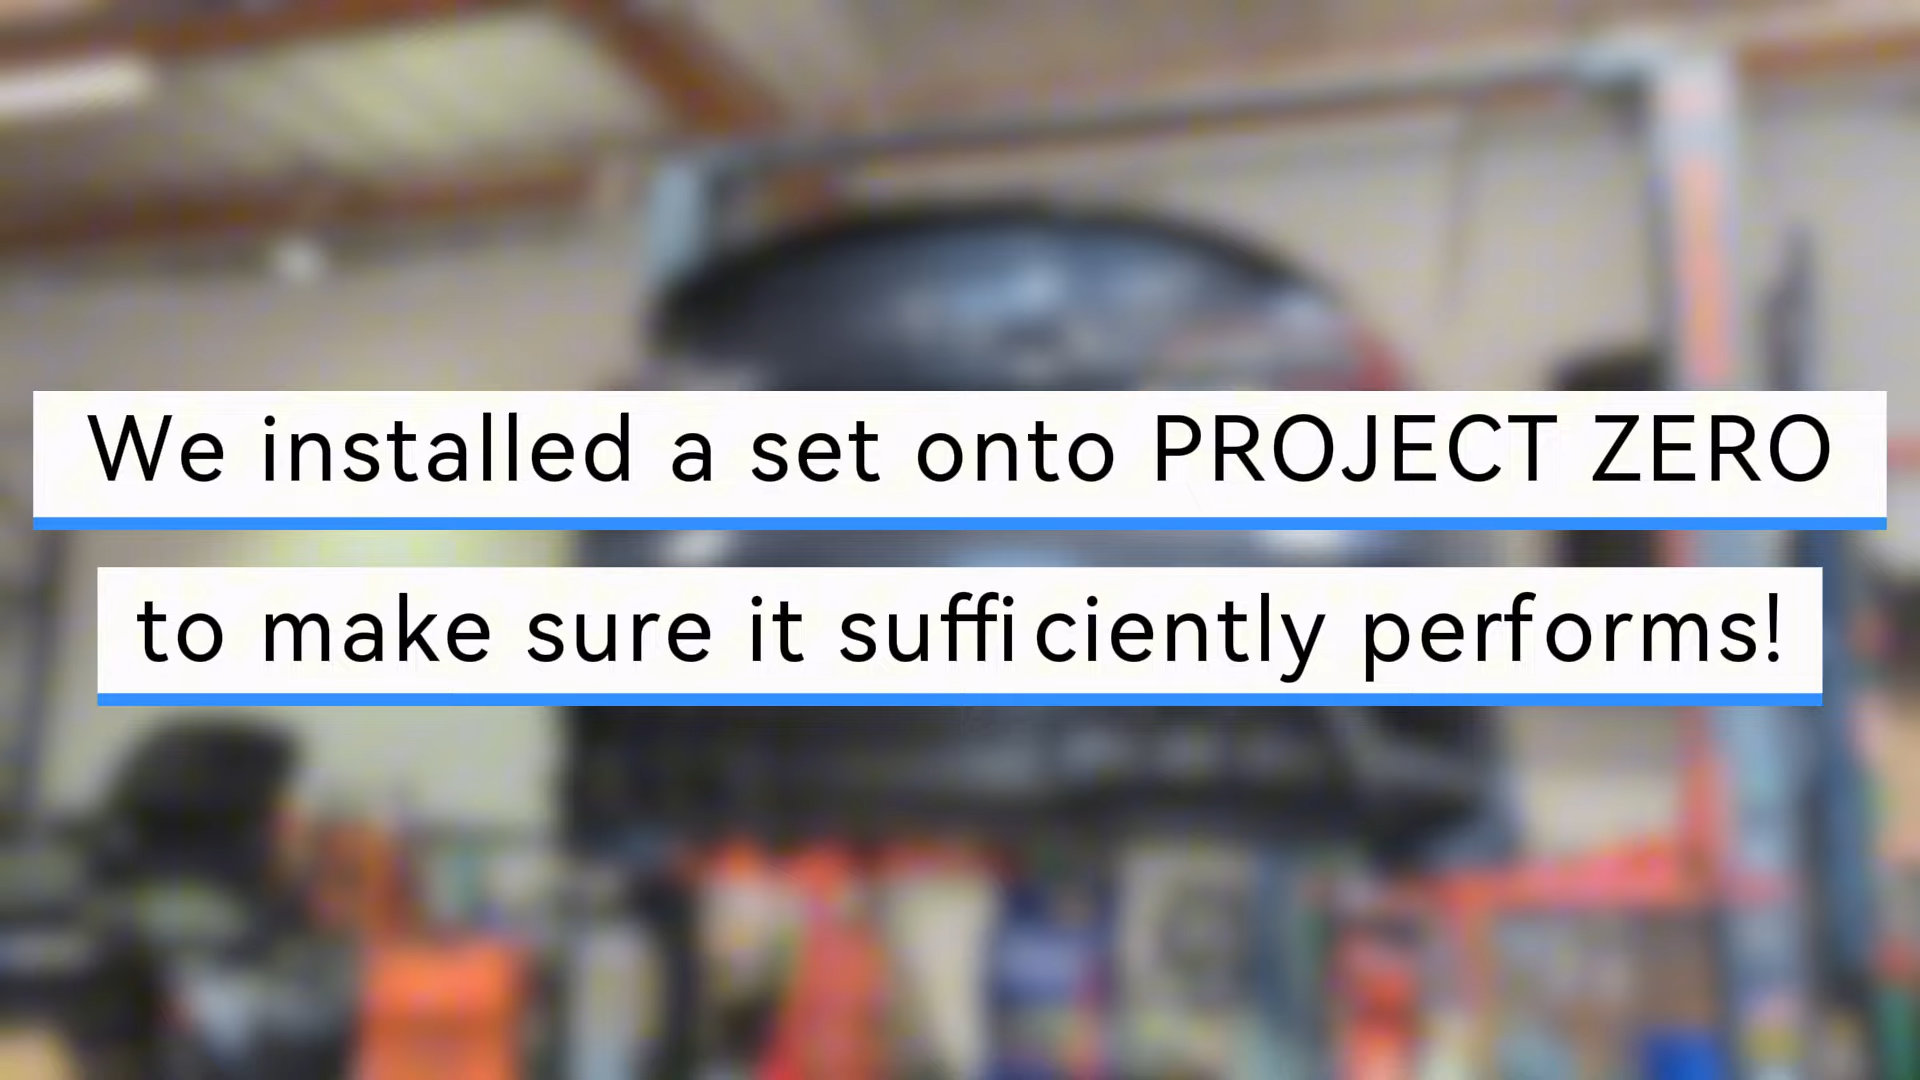 We installed a set onto PROJECT ZERO
to make sure it sufficiently performs!